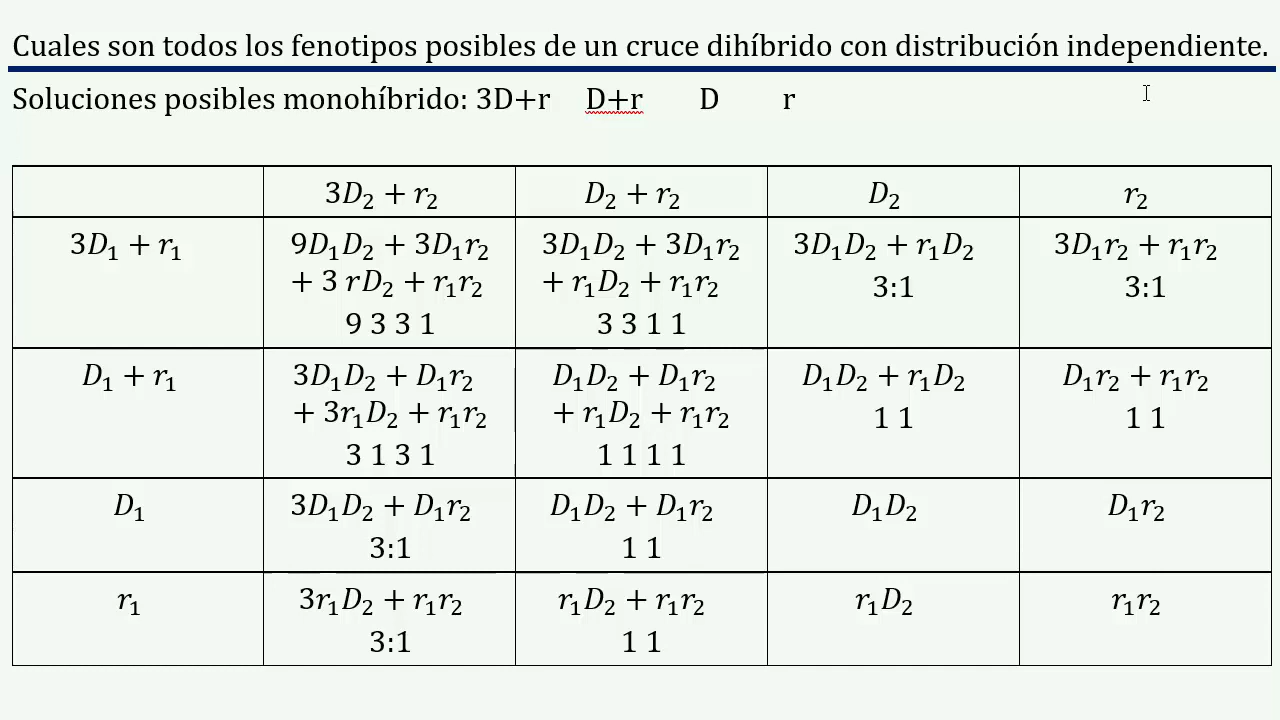 Cuales son todos los fenotipos posibles de un cruce dihíbrido con distribución independiente.
Soluciones posibles monohíbrido: 3D+r D+r D r
3D₂ + r₂ D₂ + r₂ D₂ r₂
3D₁ + r₁
9D₁D₂ + 3D₁r₂
+ 3 rD₂ + r₁r₂
9 3 3 1
3D₁D₂ + 3D₁r₂
+ r₁D₂ + r₁r₂
3 3 1 1
3D₁D₂ + r₁D₂
3:1
3D₁r₂ + r₁r₂
3:1
D₁ + r₁
3D₁D₂ + D₁r₂
+ 3r₁D₂ + r₁r₂
3 1 3 1
D₁D₂ + D₁r₂
+ r₁D₂ + r₁r₂
1 1 1 1
D₁D₂ + r₁D₂
1 1
D₁r₂ + r₁r₂
1 1
D₁
3D₁D₂ + D₁r₂
3:1
D₁D₂ + D₁r₂
1 1
D₁D₂
D₁r₂
r₁
3r₁D₂ + r₁r₂
3:1
r₁D₂ + r₁r₂
1 1
r₁D₂
r₁r₂